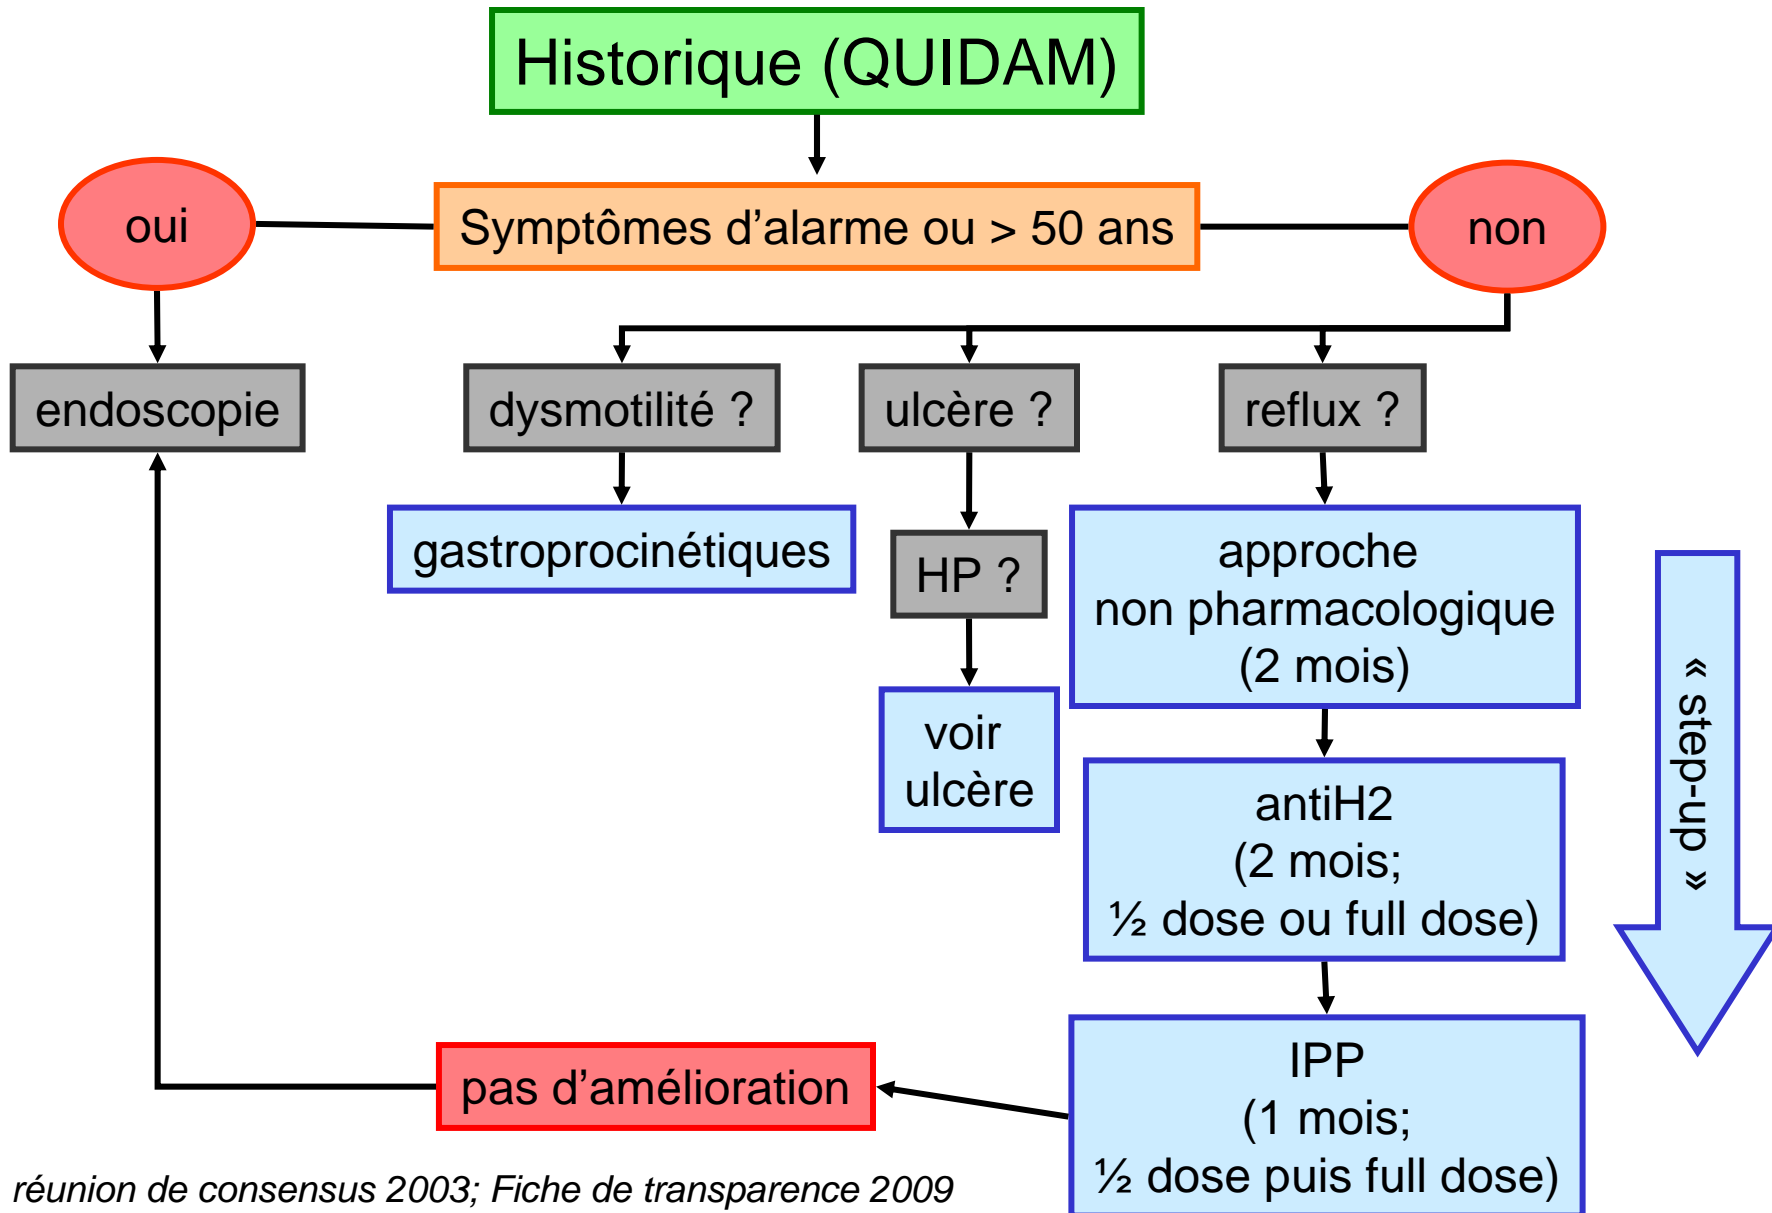 Historique (QUIDAM)
oui
Symptômes d'alarme ou > 50 ans
non
endoscopie
dysmotilité ?
ulcère ?
reflux ?
gastroprocinétiques
HP ?
voir
ulcère
approche
non pharmacologique
(2 mois)
antiH2
(2 mois;
½ dose ou full dose)
IPP
(1 mois;
½ dose puis full dose)
« step-up »
pas d'amélioration
réunion de consensus 2003; Fiche de transparence 2009